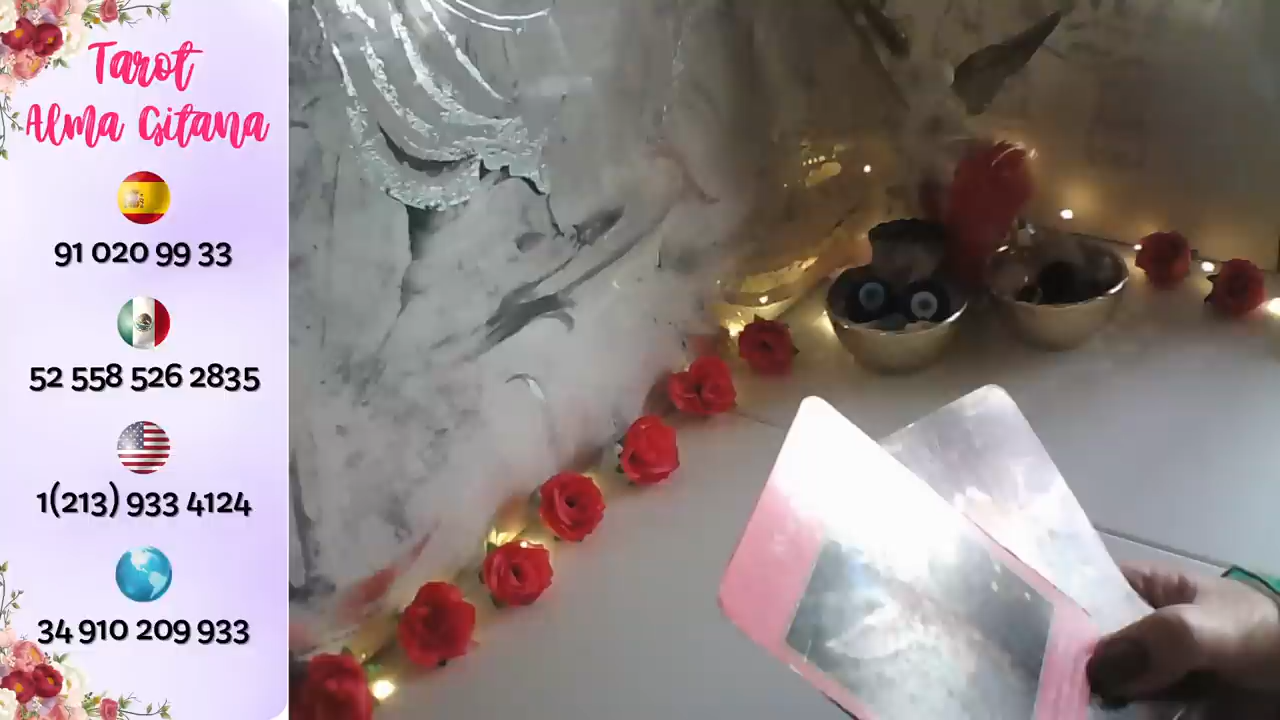 Tarot
Alma Gitana
91 020 99 33
52 558 526 2835
1(213) 933 4124
34 910 209 933